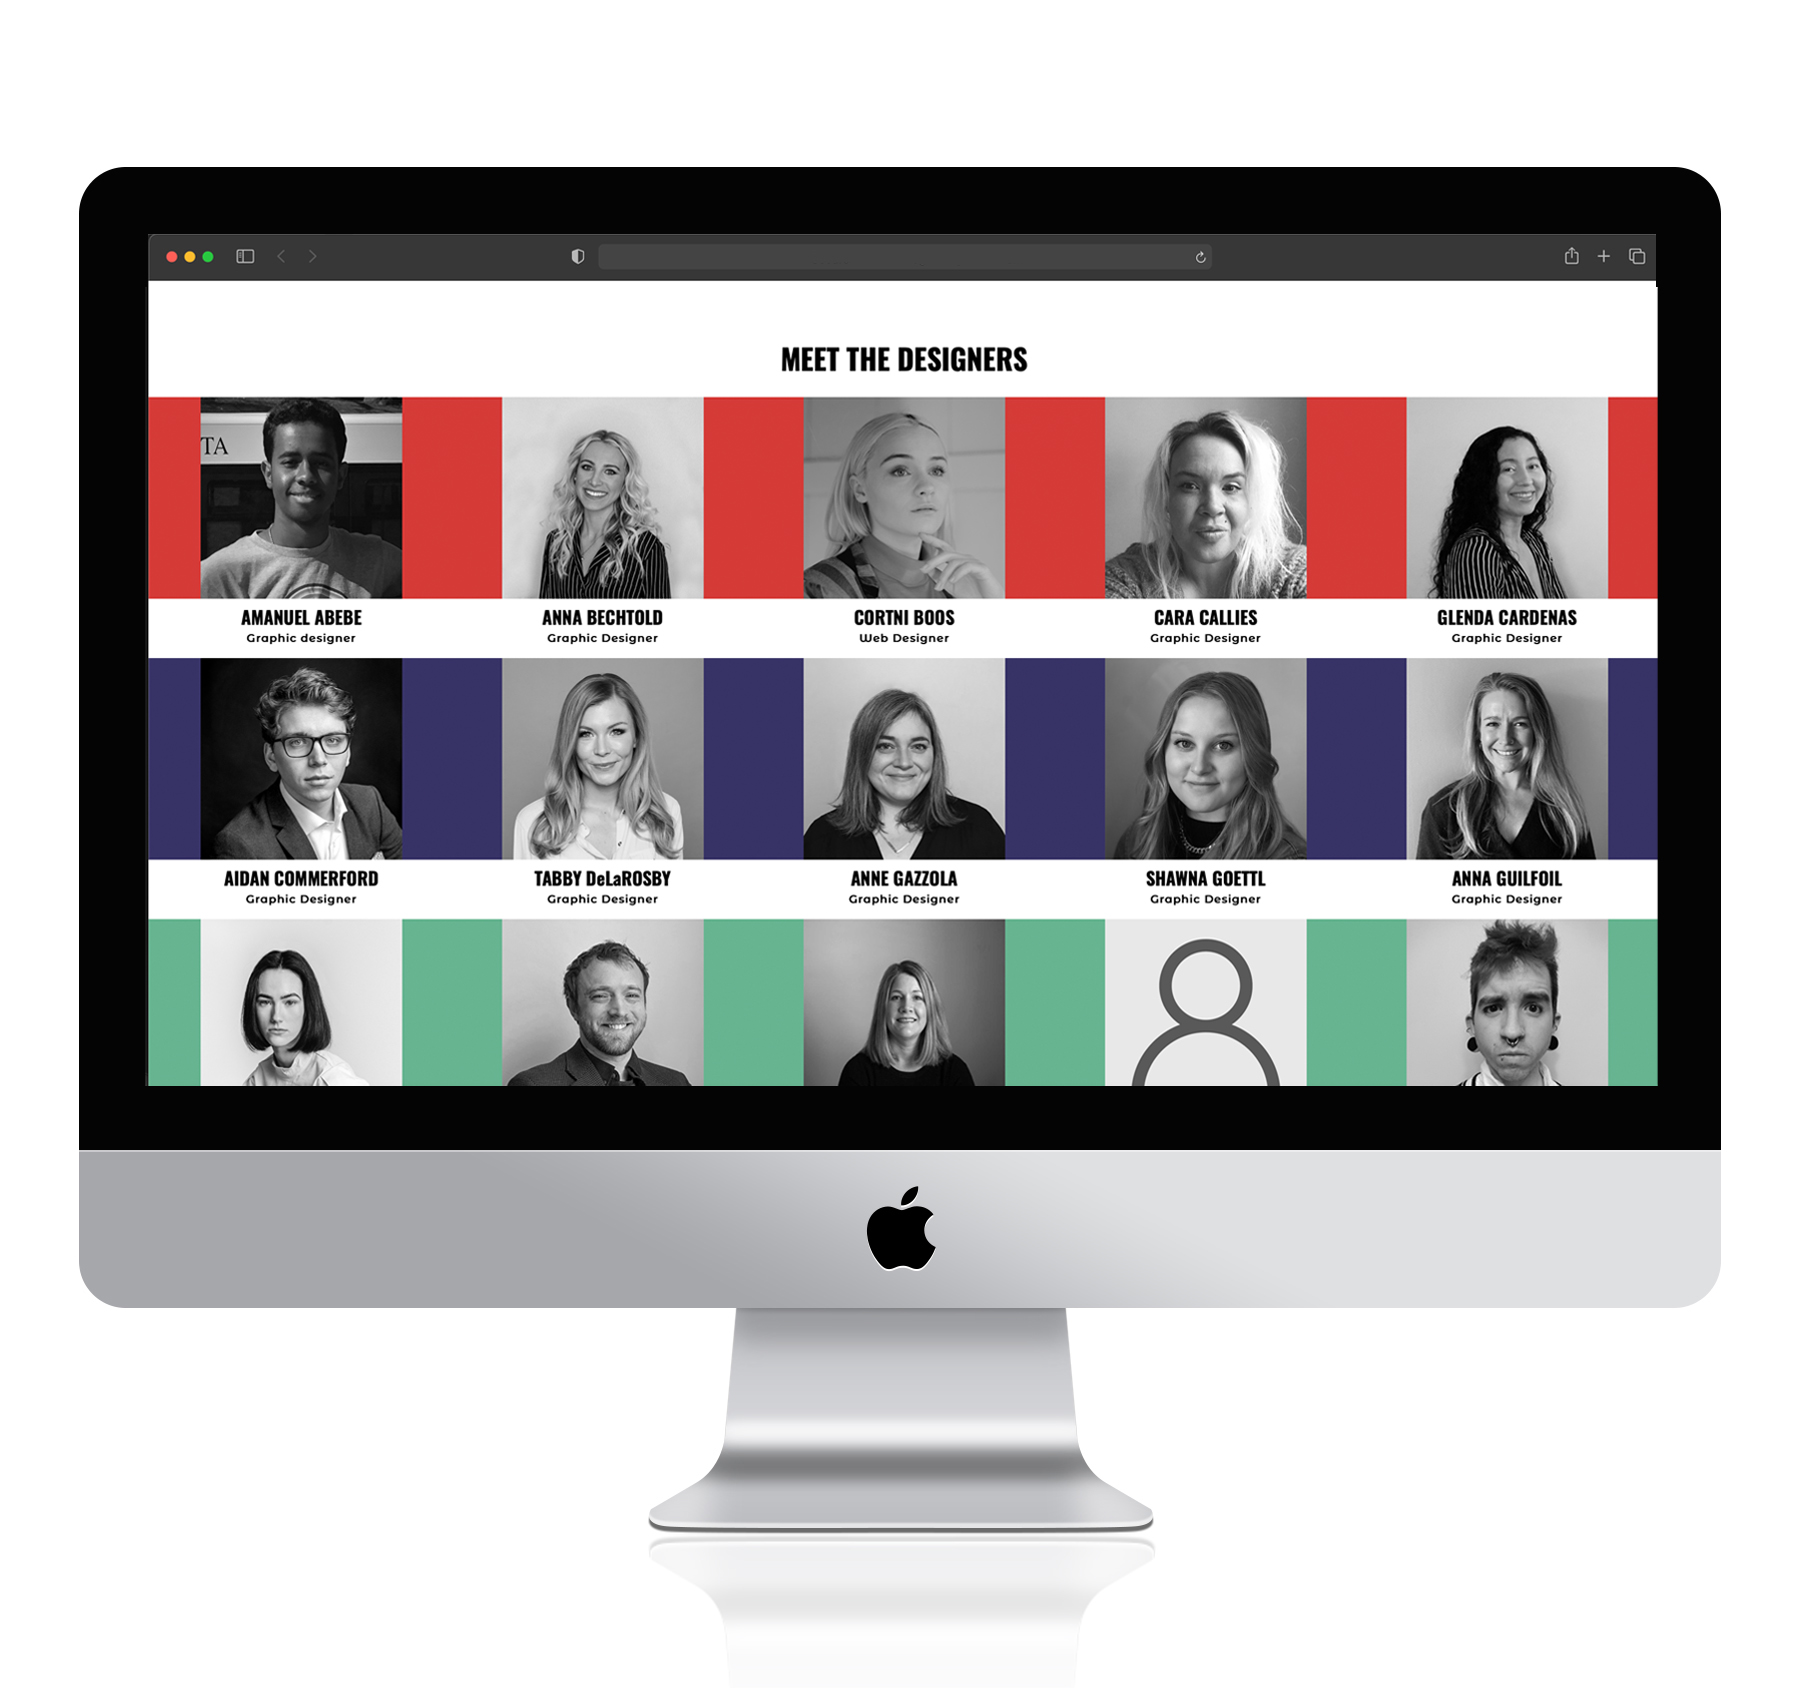 MEET THE DESIGNERS
TA
AMANUEL ABEBE
Graphic designer
ANNA BECHTOLD
Graphic Designer
CORTNI BOOS
Web Designer
CARA CALLIES
Graphic Designer
GLENDA CARDENAS
Graphic Designer
AIDAN COMMERFORD
Graphic Designer
TABBY DeLaROSBY
Graphic Designer
ANNE GAZZOLA
Graphic Designer
SHAWNA GOETTL
Graphic Designer
ANNA GUILFOIL
Graphic Designer